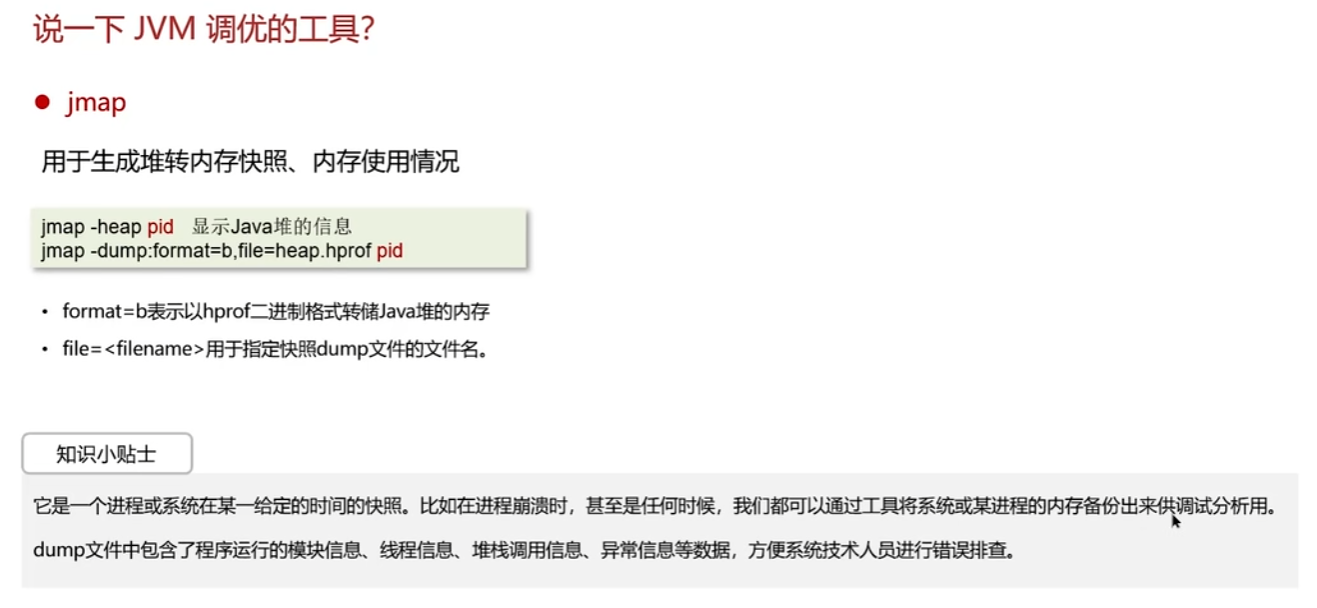 说一下 JVM 调优的工具？
● jmap
用于生成堆转内存快照、内存使用情况
jmap -heap pid 显示Java堆的信息
jmap -dump:format=b,file=heap.hprof pid
• format=b表示以hprof二进制格式转储Java堆的内存
• file=<filename>用于指定快照dump文件的文件名。
知识小贴士
它是一个进程或系统在某一给定的时间的快照。比如在进程崩溃时，甚至是任何时候，我们都可以通过工具将系统或某进程的内存备份出来供调试分析用。
dump文件中包含了程序运行的模块信息、线程信息、堆栈调用信息、异常信息等数据，方便系统技术人员进行错误排查。